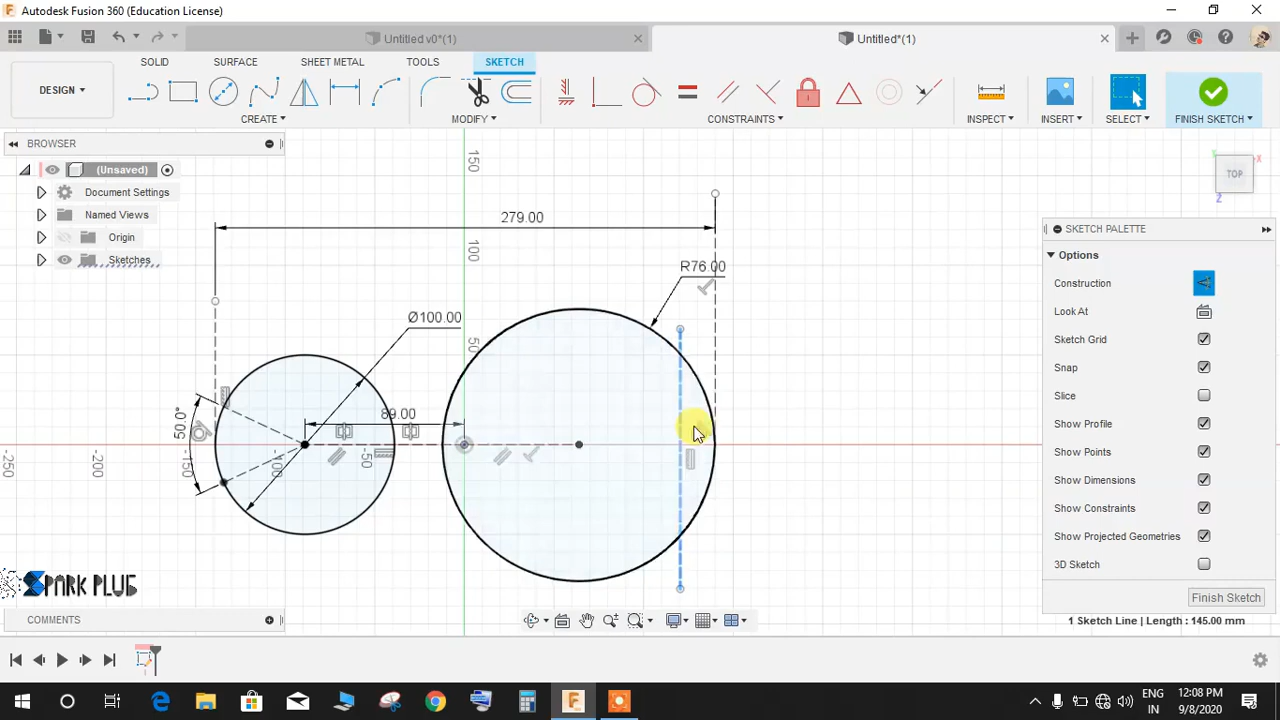 Autodesk Fusion 360 (Education License)
Untitled v0*(1)
Untitled*(1)
SOLID
SURFACE
SHEET METAL
TOOLS
SKETCH
DESIGN
CREATE
MODIFY
CONSTRAINTS
INSPECT
INSERT
SELECT
FINISH SKETCH
BROWSER
(Unsaved)
Document Settings
Named Views
Origin
Sketches
TOP
X
Z
SKETCH PALETTE
Options
Construction
Look At
Sketch Grid
Snap
Slice
Show Profile
Show Points
Show Dimensions
Show Constraints
Show Projected Geometries
3D Sketch
Finish Sketch
150
100
50
279.00
R76.00
Ø100.00
89.00
50.0°
-250
-200
-150
-100
-50
SPARK PLUG
COMMENTS
1 Sketch Line | Length : 145.00 mm
ENG
IN
12:08 PM
9/8/2020